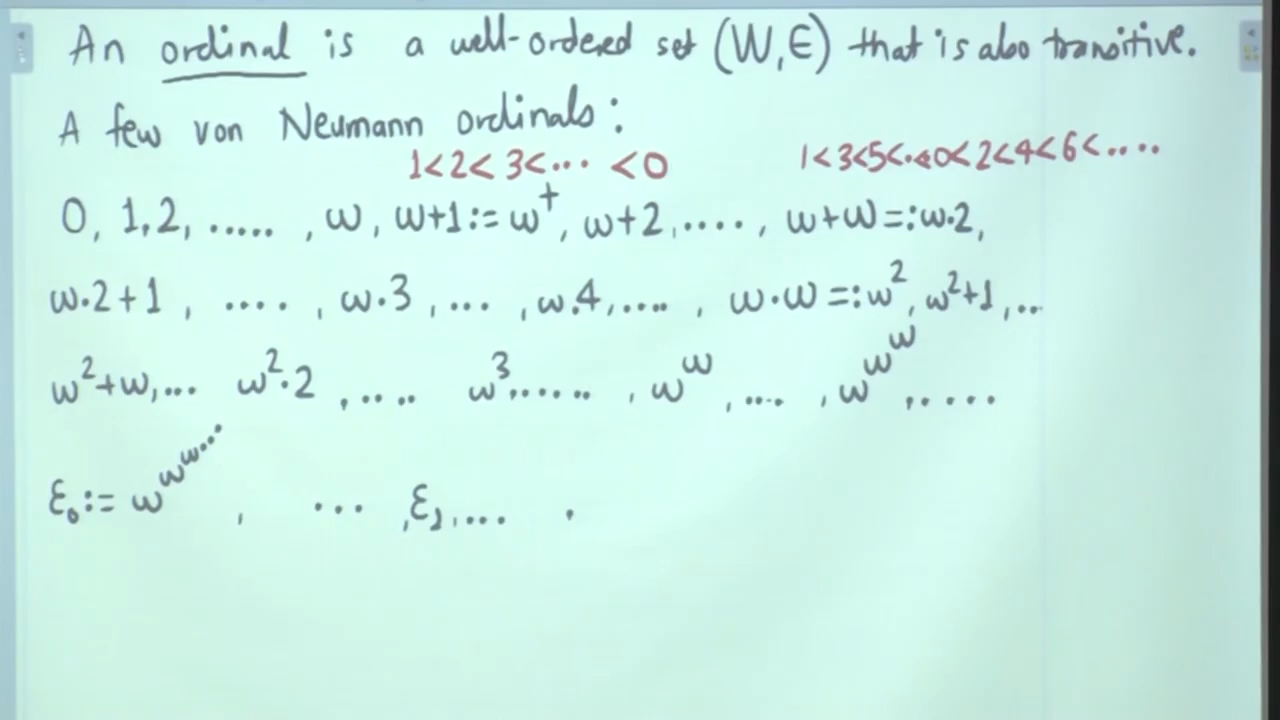 An ordinal is a well-ordered set (W,∈) that is also transitive.
A few von Neumann ordinals:
1<2<3<... <0 1<3<5<...<0<2<4<6<....
0, 1,2, ....., ω, ω+1:=ω⁺, ω+2,...., ω+ω=:ω·2,
ω·2+1, ...., ω·3, ..., ω.4,...., ω·ω=:ω², ω²+1,...
ω²+ω,... ω²·2, .... ω³......, ω^ω, ...., ω^ω^ω, .....
ε₀:= ω^ω^ω^..., ... ,ε₁,.... .